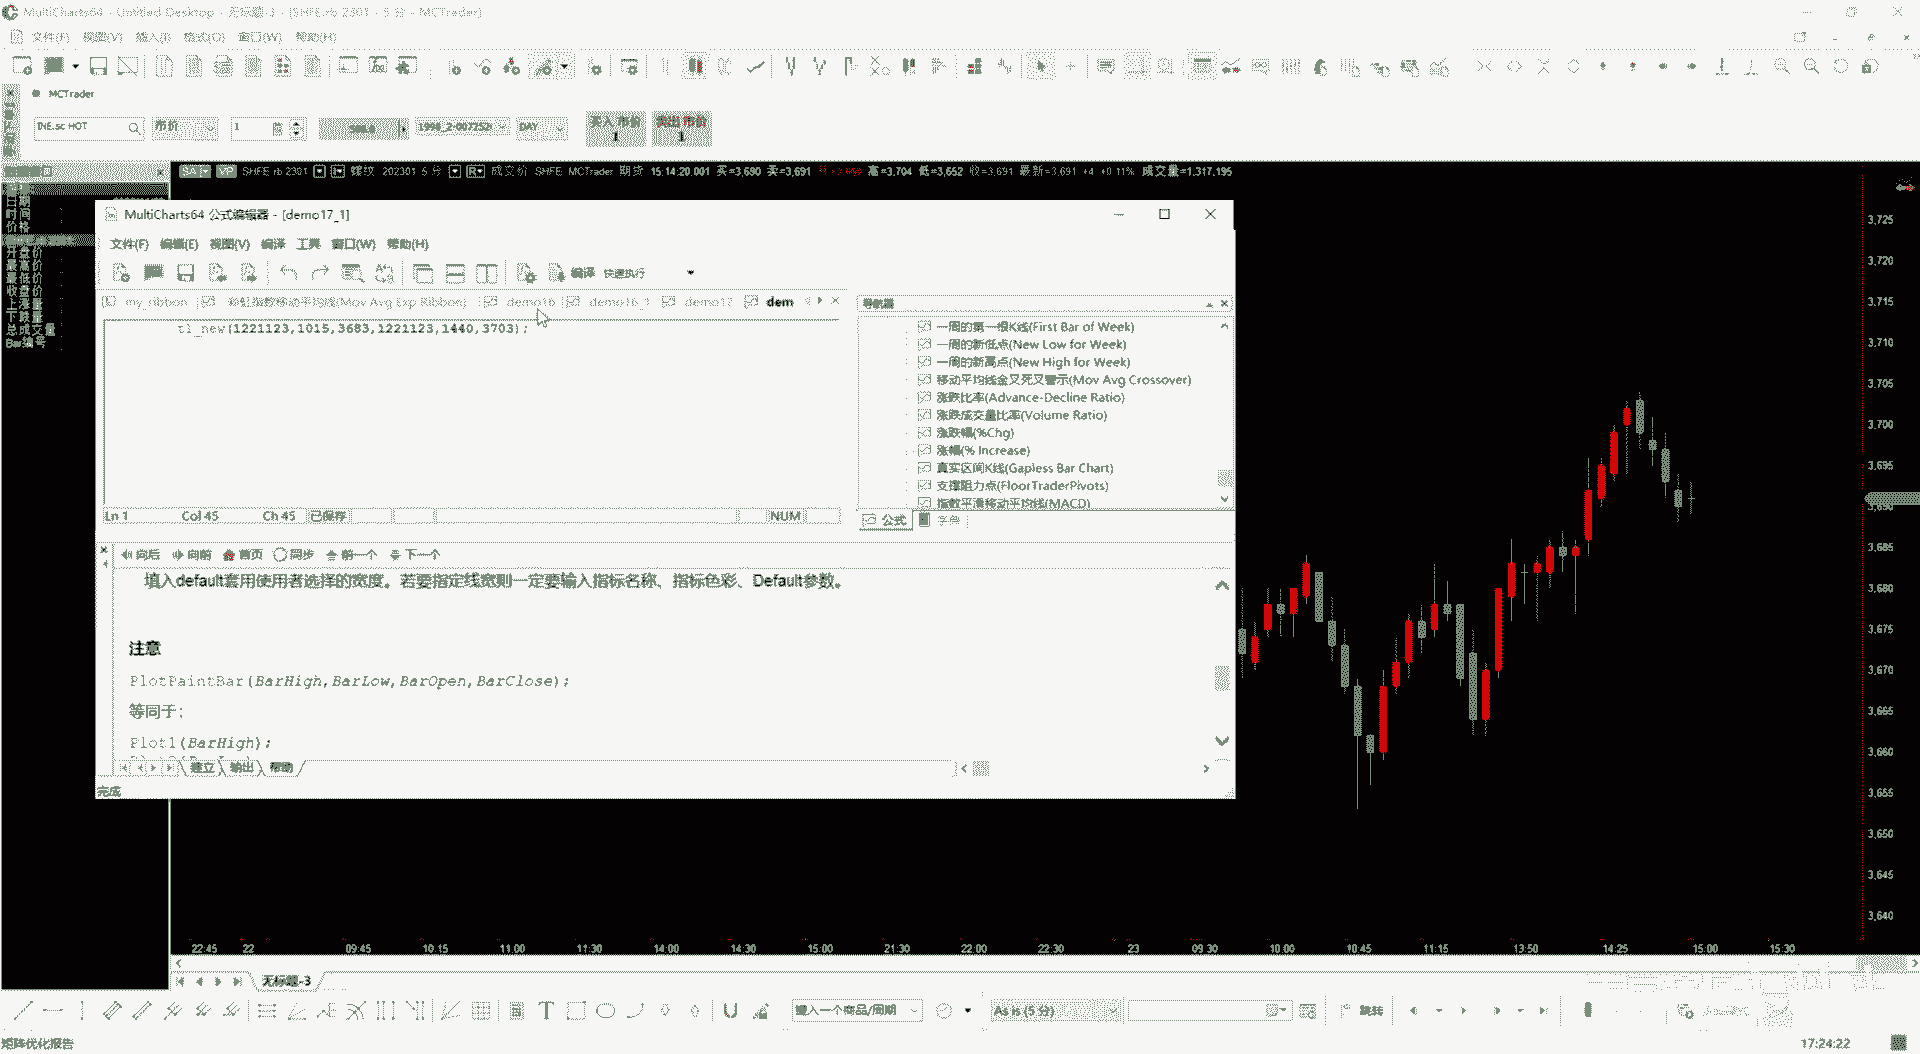 MultiCharts64 - Untitled Desktop - 无标题-3 - [SHFE.rb 2301 - 5 分 - MCTrader]
文件(F) 视图(V) 插入(I) 格式(O) 窗口(W) 帮助(H)
MCTrader
INE.sc HOT 市价 1 DAY 买入 市价 1 卖出 市价 1
SA VP SHFE rb 2301 螺纹 202301 5 分 R 成交价 SHFE MCTrader 期货 15:14:20.001 买=3,690 卖=3,691 高=3,704 低=3,652 收=3,691 最新=3,691 +4 +0.11% 成交量=1,317,195
日期
时间
价格
开盘价
最高价
最低价
收盘价
上涨量
下跌量
总成交量
Bar编号
MultiCharts64 公式编辑器 - [demo17_1]
文件(F) 编辑(E) 视图(V) 编译 工具 窗口(W) 帮助(H)
编译 快速执行
my_ribbon 彩虹指数移动平均线(Mov Avg Exp Ribbon) demo16 demo16_1 demo17 dem
tl_new(1221123,1015,3683,1221123,1440,3703);
Ln 1 Col 45 Ch 45 已保存 NUM
导航器
一周的第一根K线(First Bar of Week)
一周的新低点(New Low for Week)
一周的新高点(New High for Week)
移动平均线金叉死叉警示(Mov Avg Crossover)
涨跌比率(Advance-Decline Ratio)
涨跌成交量比率(Volume Ratio)
涨跌幅(%Chg)
涨幅(% Increase)
真实区间K线(Gapless Bar Chart)
支撑阻力点(FloorTraderPivots)
指数平滑移动平均线(MACD)
公式 字典
向后 向前 首页 同步 前一个 下一个
填入default套用使用者选择的宽度。若要指定线宽则一定要输入指标名称、指标色彩、Default参数。
注意
PlotPaintBar(BarHigh,BarLow,BarOpen,BarClose);
等同于:
Plot1(BarHigh);
建立 输出 帮助
完成
3,725
3,720
3,715
3,710
3,705
3,700
3,695
3,690
3,685
3,680
3,675
3,670
3,665
3,660
3,655
3,650
3,645
3,640
22:45 22 09:45 10:15 11:00 11:30 14:00 14:30 15:00 21:30 22:00 22:30 23 09:30 10:00 10:45 11:15 13:50 14:25 15:00 15:30
无标题-3
键入一个商品/周期 As is (5 分) 跳转
矩阵优化报告 17:24:22